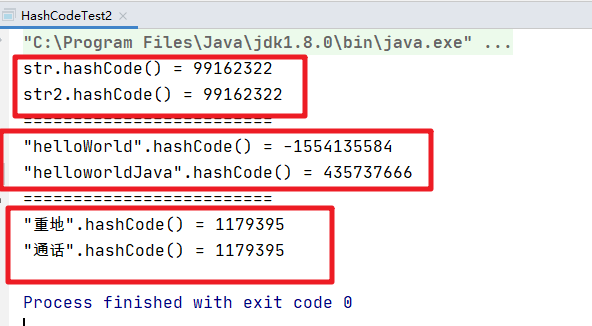 HashCodeTest2 ×
"C:\Program Files\Java\jdk1.8.0\bin\java.exe" ...
str.hashCode() = 99162322
str2.hashCode() = 99162322
==========================
"helloWorld".hashCode() = -1554135584
"helloworldJava".hashCode() = 435737666
==========================
"重地".hashCode() = 1179395
"通话".hashCode() = 1179395
Process finished with exit code 0